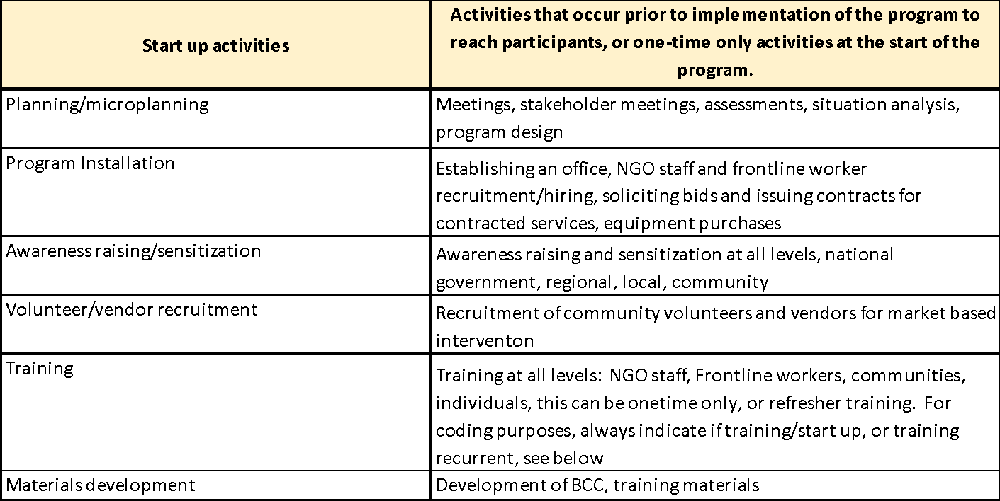 Start up activities
Activities that occur prior to implementation of the program to
reach participants, or one-time only activities at the start of the
program.
Planning/microplanning
Meetings, stakeholder meetings, assessments, situation analysis,
program design
Program Installation
Establishing an office, NGO staff and frontline worker
recruitment/hiring, soliciting bids and issuing contracts for
contracted services, equipment purchases
Awareness raising/sensitization
Awareness raising and sensitization at all levels, national
government, regional, local, community
Volunteer/vendor recruitment
Recruitment of community volunteers and vendors for market based
interventon
Training
Training at all levels:  NGO staff, Frontline workers, communities,
individuals, this can be onetime only, or refresher training.  For
coding purposes, always indicate if training/start up, or training
recurrent, see below
Materials development
Development of BCC, training materials